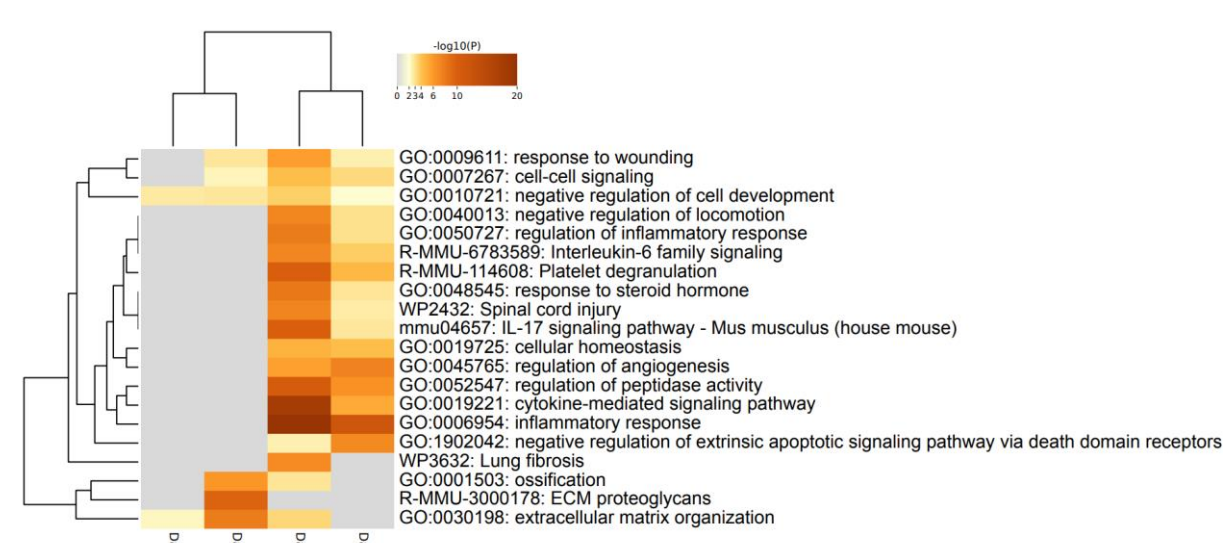 -log10(P)
0 2 3 4 6 10 20
GO:0009611: response to wounding
GO:0007267: cell-cell signaling
GO:0010721: negative regulation of cell development
GO:0040013: negative regulation of locomotion
GO:0050727: regulation of inflammatory response
R-MMU-6783589: Interleukin-6 family signaling
R-MMU-114608: Platelet degranulation
GO:0048545: response to steroid hormone
WP2432: Spinal cord injury
mmu04657: IL-17 signaling pathway - Mus musculus (house mouse)
GO:0019725: cellular homeostasis
GO:0045765: regulation of angiogenesis
GO:0052547: regulation of peptidase activity
GO:0019221: cytokine-mediated signaling pathway
GO:0006954: inflammatory response
GO:1902042: negative regulation of extrinsic apoptotic signaling pathway via death domain receptors
WP3632: Lung fibrosis
GO:0001503: ossification
R-MMU-3000178: ECM proteoglycans
GO:0030198: extracellular matrix organization
D. D. D. D.